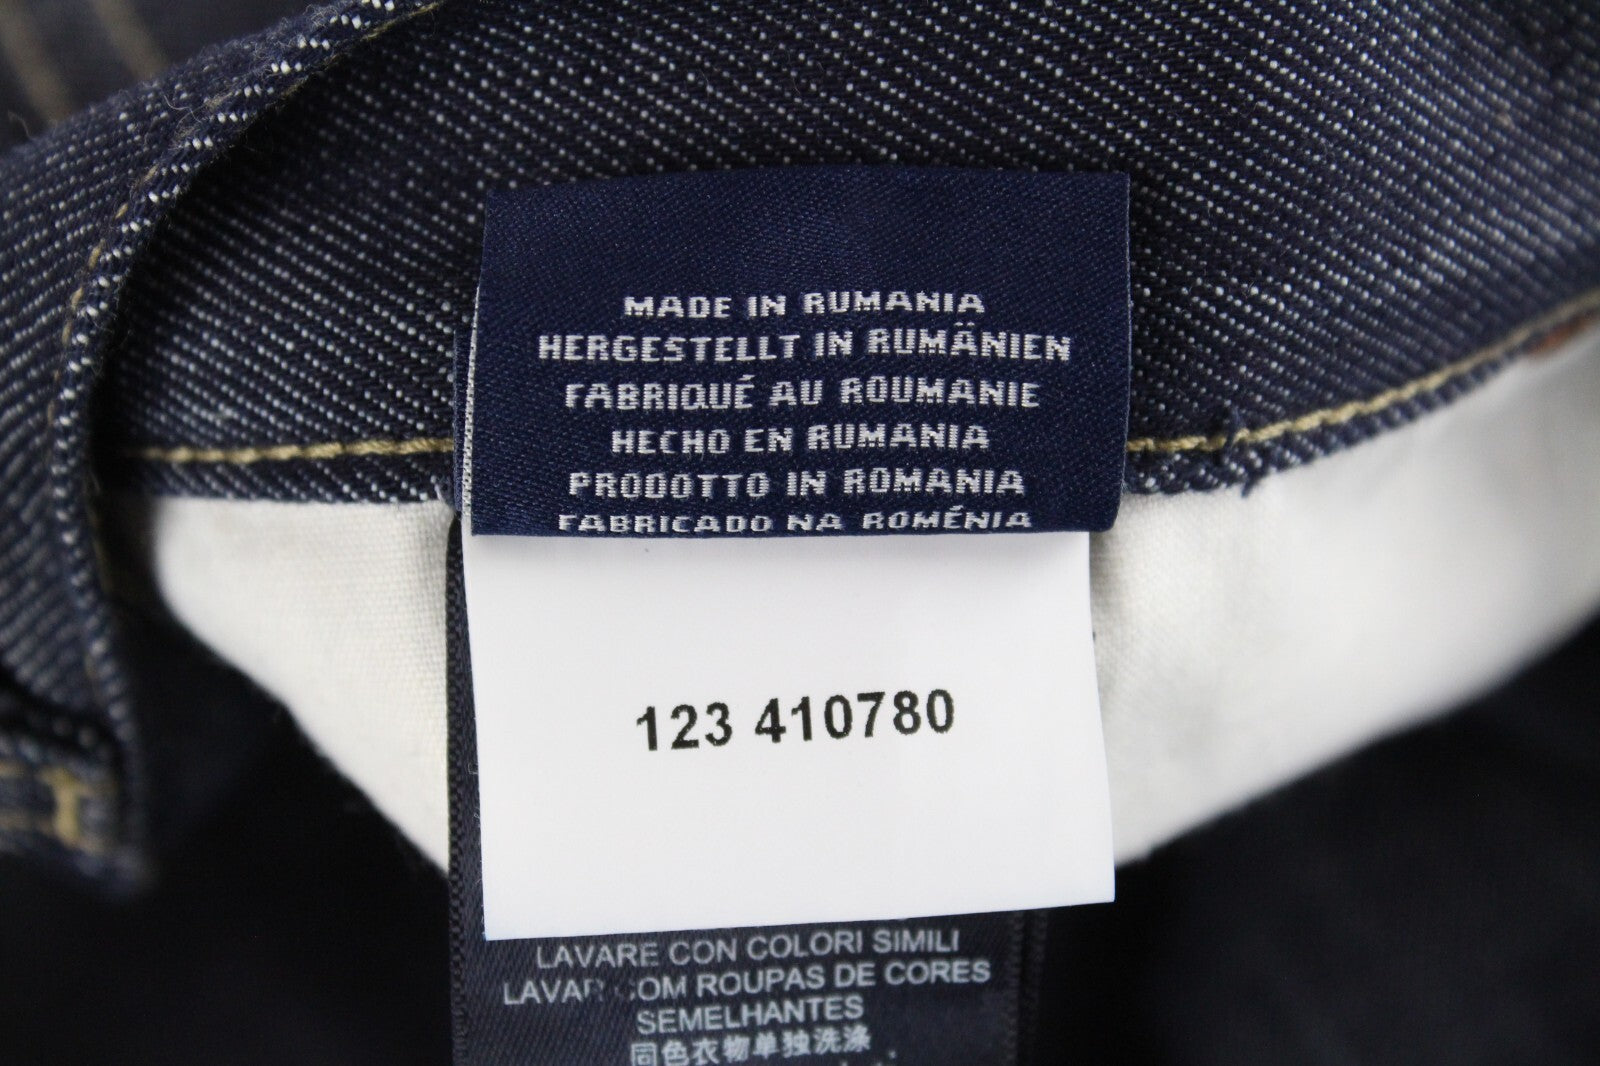 MADE IN RUMANIA
HERGESTELLT IN RUMÄNIEN
FABRIQUÉ AU ROUMANIE
HECHO EN RUMANIA
PRODOTTO IN ROMANIA
FABRICADO NA ROMÉNIA
123 410780
LAVARE CON COLORI SIMILI
LAVAR COM ROUPAS DE CORES
SEMELHANTES
同色衣物单独洗涤